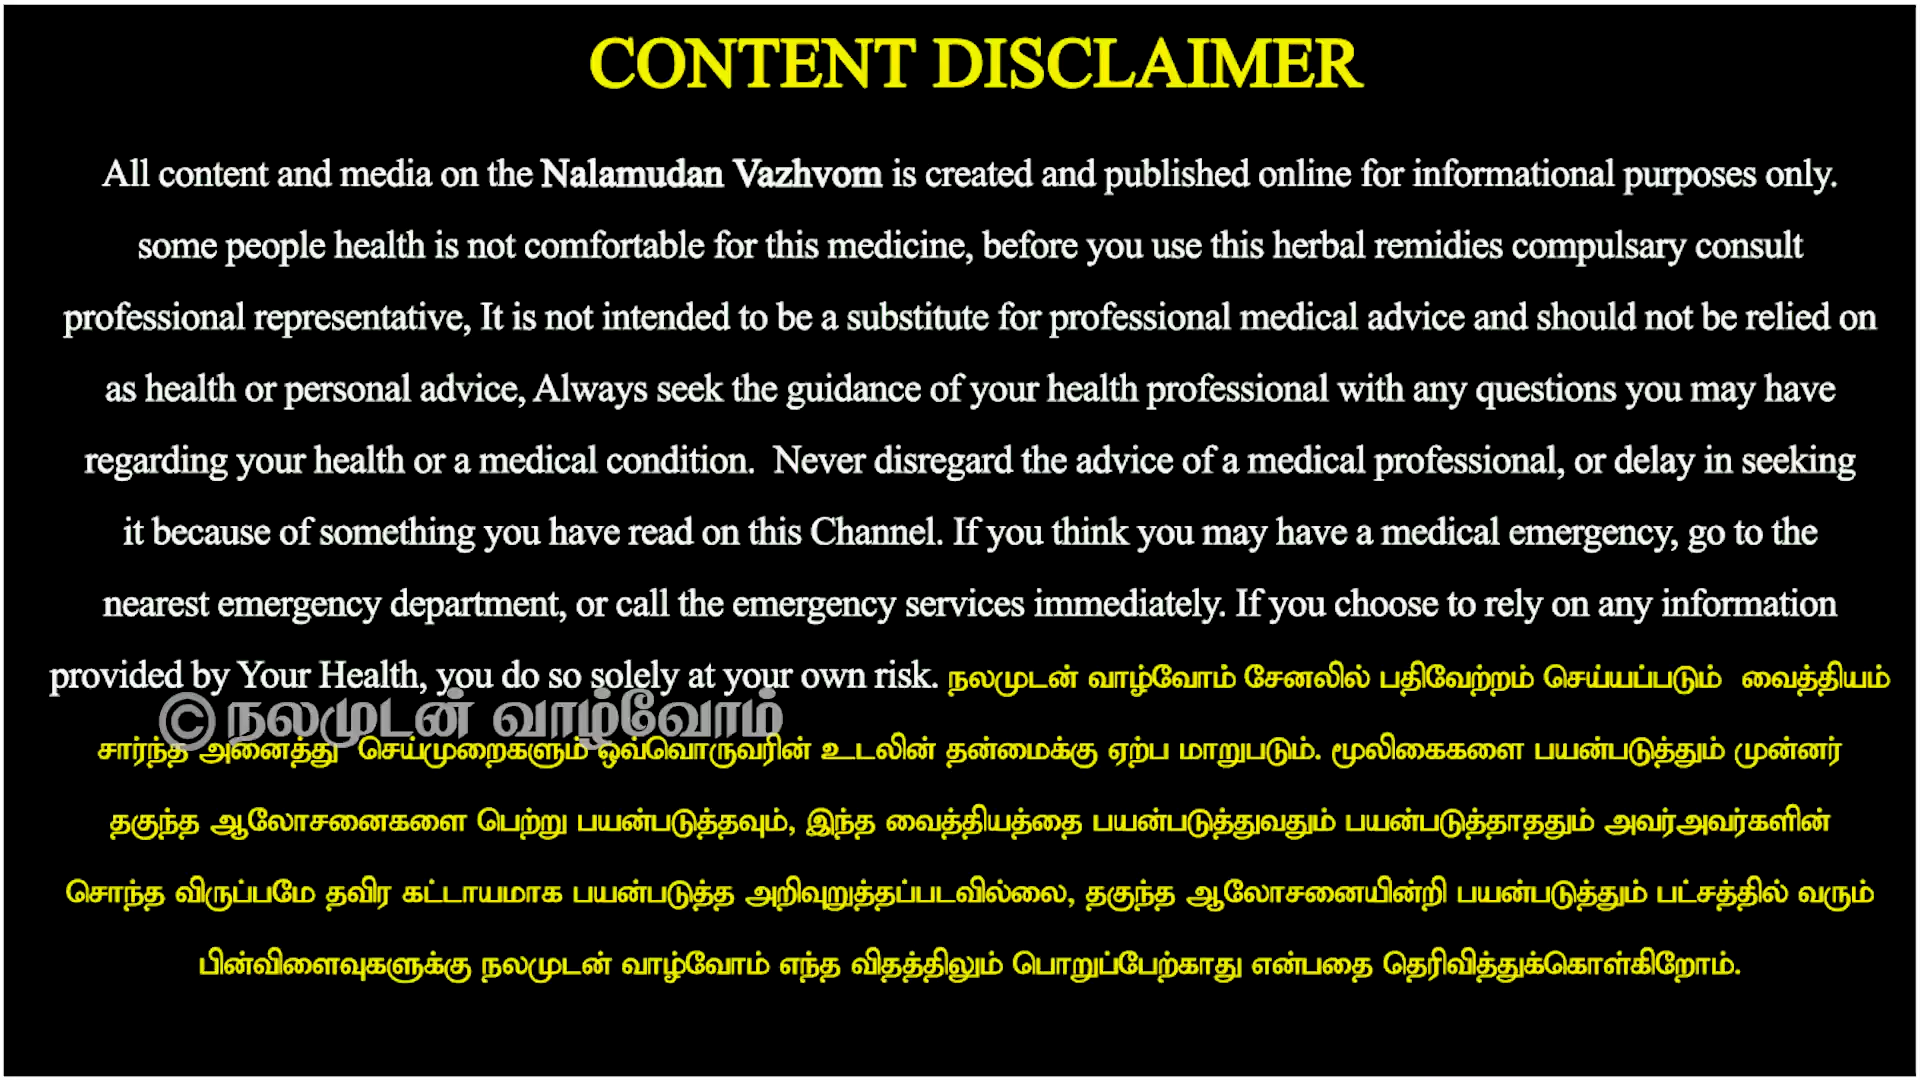 CONTENT DISCLAIMER
All content and media on the Nalamudan Vazhvom is created and published online for informational purposes only.
some people health is not comfortable for this medicine, before you use this herbal remidies compulsary consult
professional representative, It is not intended to be a substitute for professional medical advice and should not be relied on
as health or personal advice, Always seek the guidance of your health professional with any questions you may have
regarding your health or a medical condition.  Never disregard the advice of a medical professional, or delay in seeking
it because of something you have read on this Channel. If you think you may have a medical emergency, go to the
nearest emergency department, or call the emergency services immediately. If you choose to rely on any information
provided by Your Health, you do so solely at your own risk. நலமுடன் வாழ்வோம் சேனலில் பதிவேற்றம் செய்யப்படும்  வைத்தியம்
© நலமுடன் வாழ்வோம்
சார்ந்த அனைத்து  செய்முறைகளும் ஒவ்வொருவரின் உடலின் தன்மைக்கு ஏற்ப மாறுபடும். மூலிகைகளை பயன்படுத்தும் முன்னர்
தகுந்த ஆலோசனைகளை பெற்று பயன்படுத்தவும், இந்த வைத்தியத்தை பயன்படுத்துவதும் பயன்படுத்தாததும் அவர்அவர்களின்
சொந்த விருப்பமே தவிர கட்டாயமாக பயன்படுத்த அறிவுறுத்தப்படவில்லை, தகுந்த ஆலோசனையின்றி பயன்படுத்தும் பட்சத்தில் வரும்
பின்விளைவுகளுக்கு நலமுடன் வாழ்வோம் எந்த விதத்திலும் பொறுப்பேற்காது என்பதை தெரிவித்துக்கொள்கிறோம்.